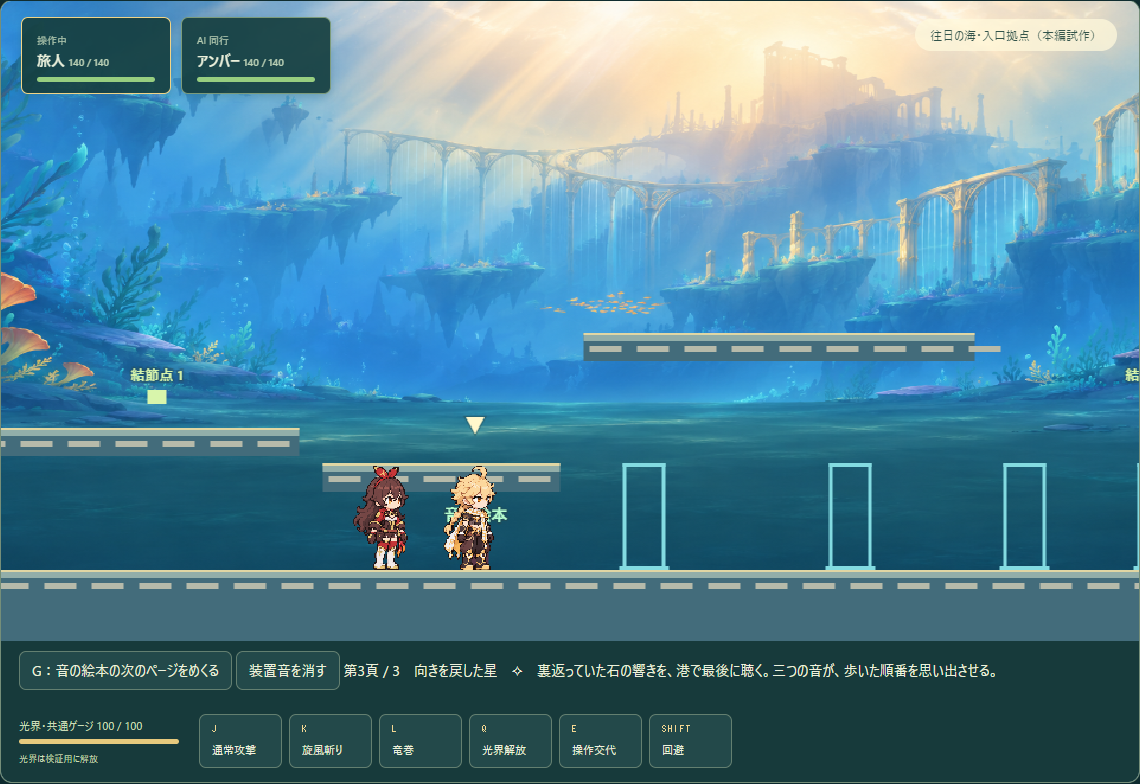 操作中
旅人 140 / 140
AI 同行
アンバー 140 / 140
往日の海・入口拠点（本編試作）
結節点 1
結
音 絵本
G：音の絵本の次のページをめくる
装置音を消す
第3頁 / 3　向きを戻した星　✧　裏返っていた石の響きを、港で最後に聴く。三つの音が、歩いた順番を思い出させる。
光界・共通ゲージ 100 / 100
光界は検証用に解放
J
通常攻撃
K
旋風斬り
L
竜巻
Q
光界解放
E
操作交代
SHIFT
回避